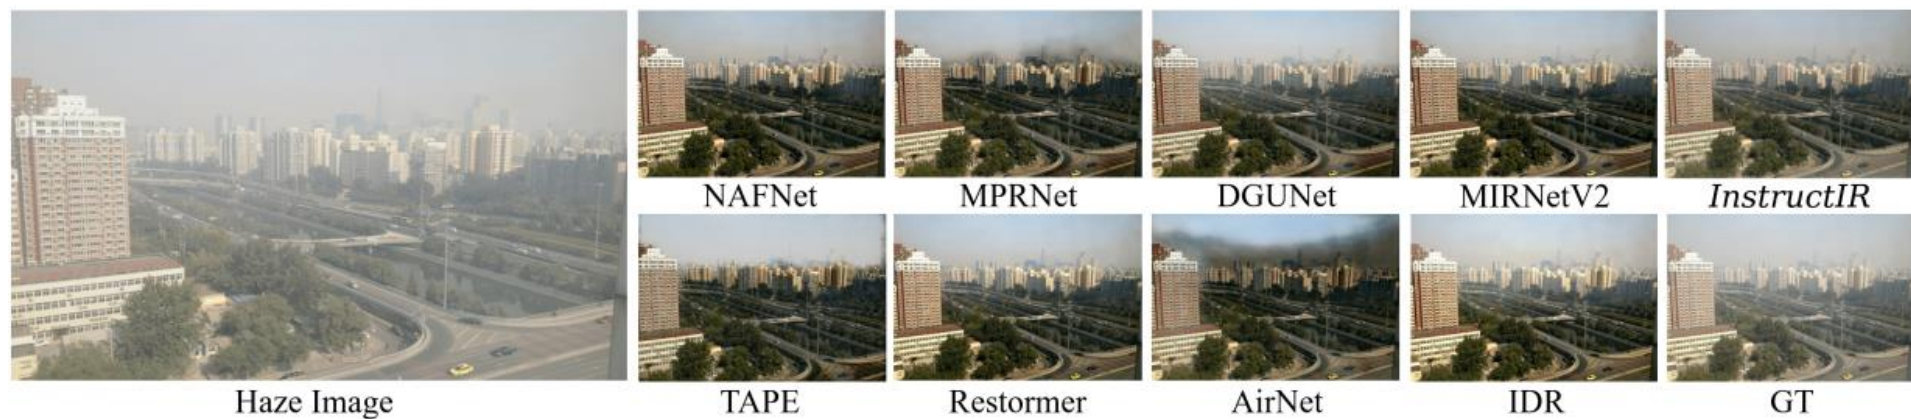 NAFNet
MPRNet
DGUNet
MIRNetV2
InstructIR
Haze Image
TAPE
Restormer
AirNet
IDR
GT